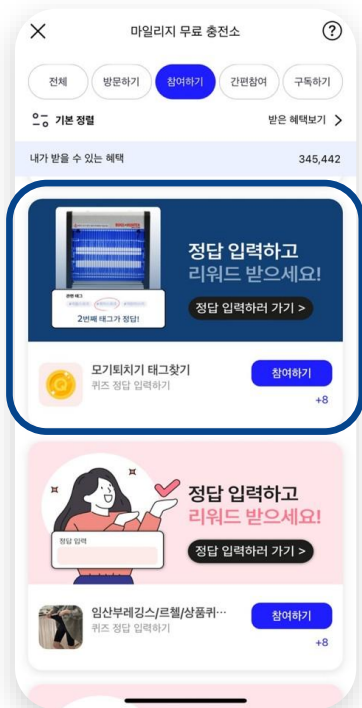 마일리지 무료 충전소
?
전체
방문하기
참여하기
간편참여
구독하기
기본 정렬
받은 혜택보기 >
내가 받을 수 있는 혜택
345,442
관련 태그
2번째 태그가 정답!
정답 입력하고
리워드 받으세요!
정답 입력하러 가기 >
모기퇴치기 태그찾기
퀴즈 정답 입력하기
참여하기
+8
정답 입력
정답 입력하고
리워드 받으세요!
정답 입력하러 가기 >
임산부레깅스/르첼/상품퀴…
퀴즈 정답 입력하기
참여하기
+8